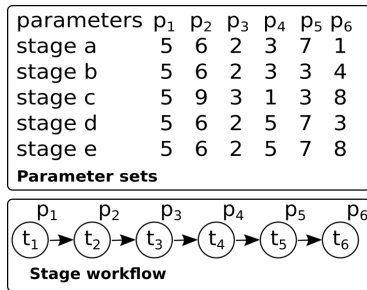 parameters p₁ p₂ p₃ p₄ p₅ p₆
stage a 5 6 2 3 7 1
stage b 5 6 2 3 3 4
stage c 5 9 3 1 3 8
stage d 5 6 2 5 7 3
stage e 5 6 2 5 7 8
Parameter sets
p₁ p₂ p₃ p₄ p₅ p₆
t₁ t₂ t₃ t₄ t₅ t₆
Stage workflow